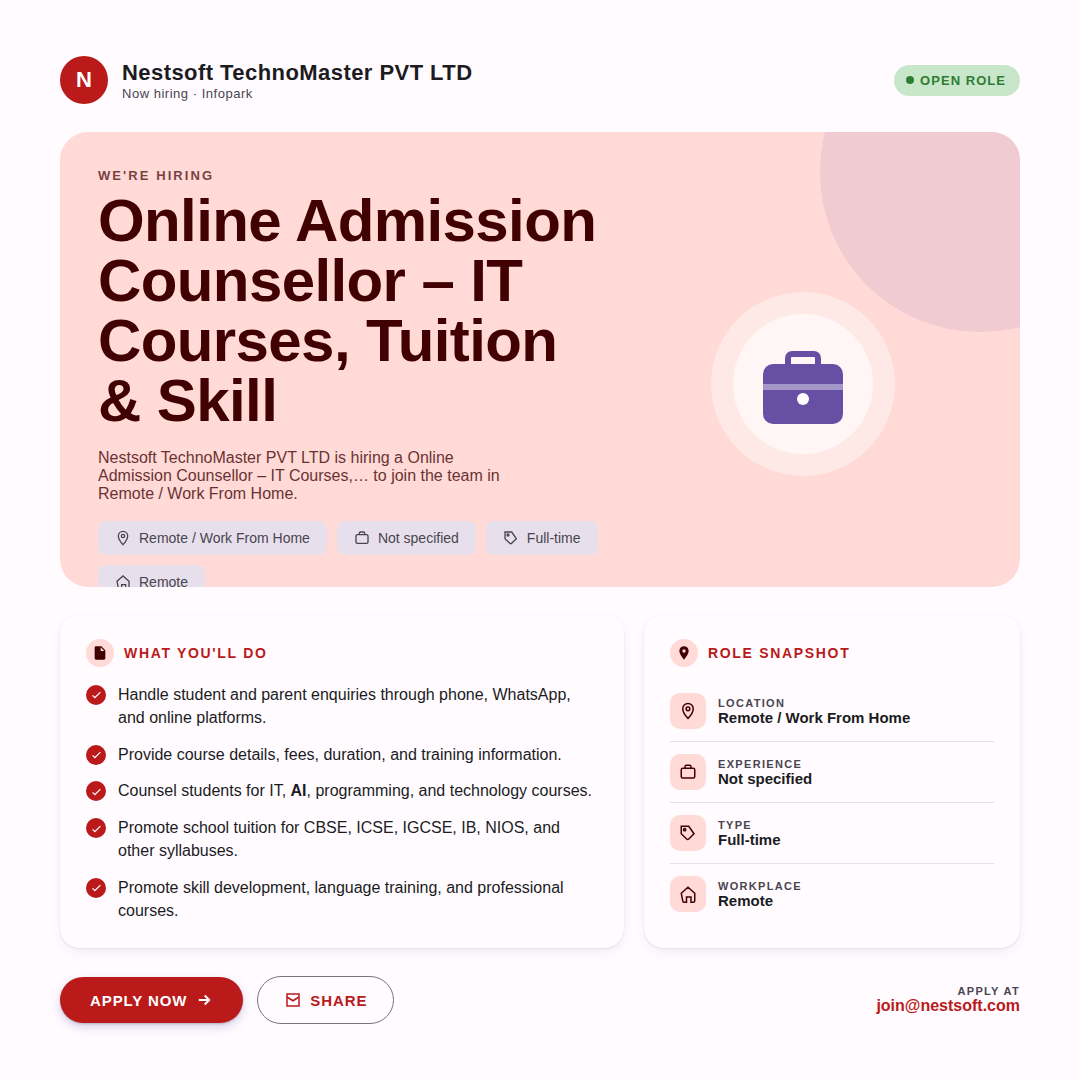 N
Nestsoft TechnoMaster PVT LTD
Now hiring · Infopark
OPEN ROLE
WE'RE HIRING
Online Admission
Counsellor – IT
Courses, Tuition
& Skill
Nestsoft TechnoMaster PVT LTD is hiring a Online
Admission Counsellor – IT Courses,… to join the team in
Remote / Work From Home.
Remote / Work From Home
Not specified
Full-time
Remote
WHAT YOU'LL DO
Handle student and parent enquiries through phone, WhatsApp,
and online platforms.
Provide course details, fees, duration, and training information.
Counsel students for IT, AI, programming, and technology courses.
Promote school tuition for CBSE, ICSE, IGCSE, IB, NIOS, and
other syllabuses.
Promote skill development, language training, and professional
courses.
ROLE SNAPSHOT
LOCATION
Remote / Work From Home
EXPERIENCE
Not specified
TYPE
Full-time
WORKPLACE
Remote
APPLY NOW
SHARE
APPLY AT
join@nestsoft.com